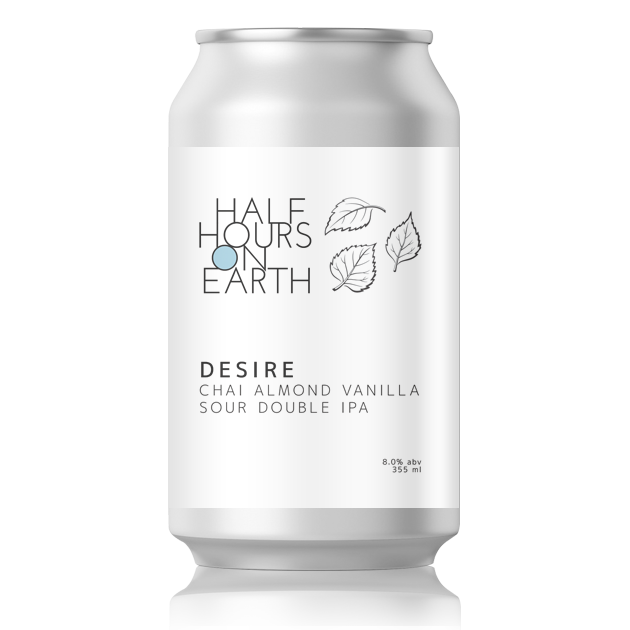 HALF
HOURS
ON
EARTH
DESIRE
CHAI ALMOND VANILLA
SOUR DOUBLE IPA
8.0% abv
355 ml